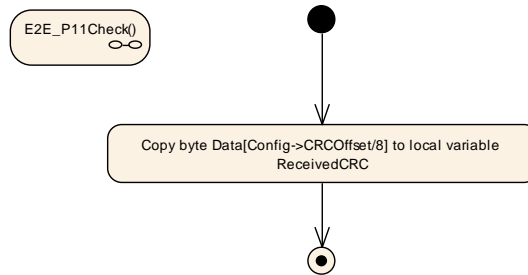 E2E_P11Check()
Copy byte Data[Config->CRCOffset/8] to local variable
ReceivedCRC